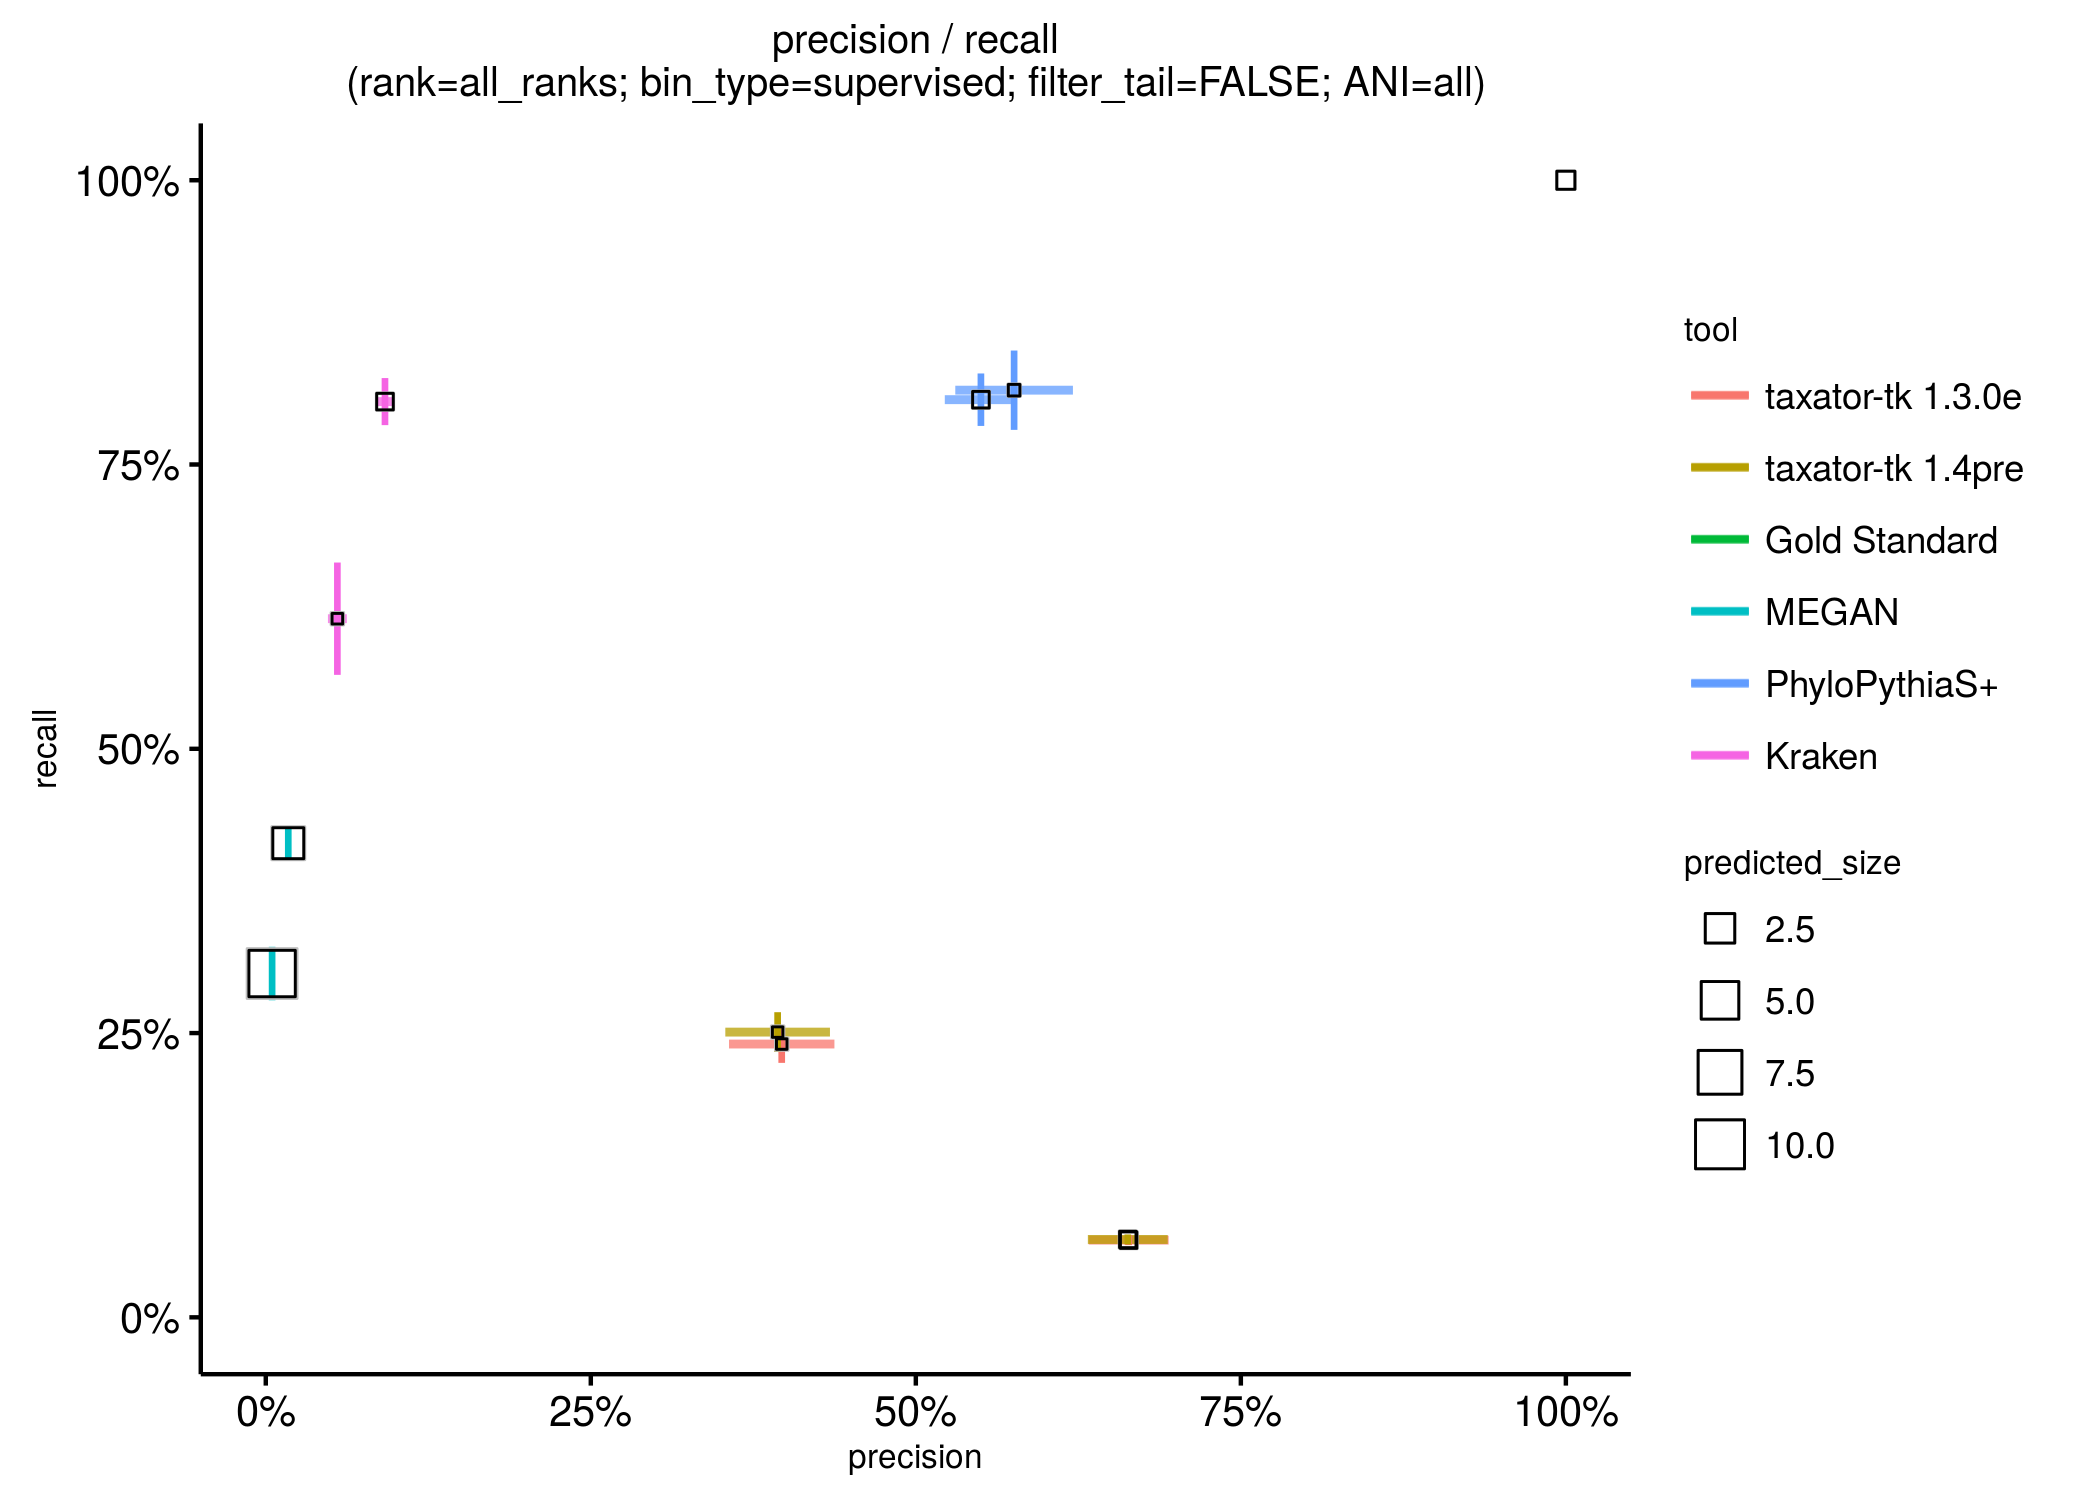 precision / recall
(rank=all_ranks; bin_type=supervised; filter_tail=FALSE; ANI=all)
100%
75%
50%
25%
0%
recall
0%
25%
50%
75%
100%
precision
tool
taxator-tk 1.3.0e
taxator-tk 1.4pre
Gold Standard
MEGAN
PhyloPythiaS+
Kraken
predicted_size
2.5
5.0
7.5
10.0